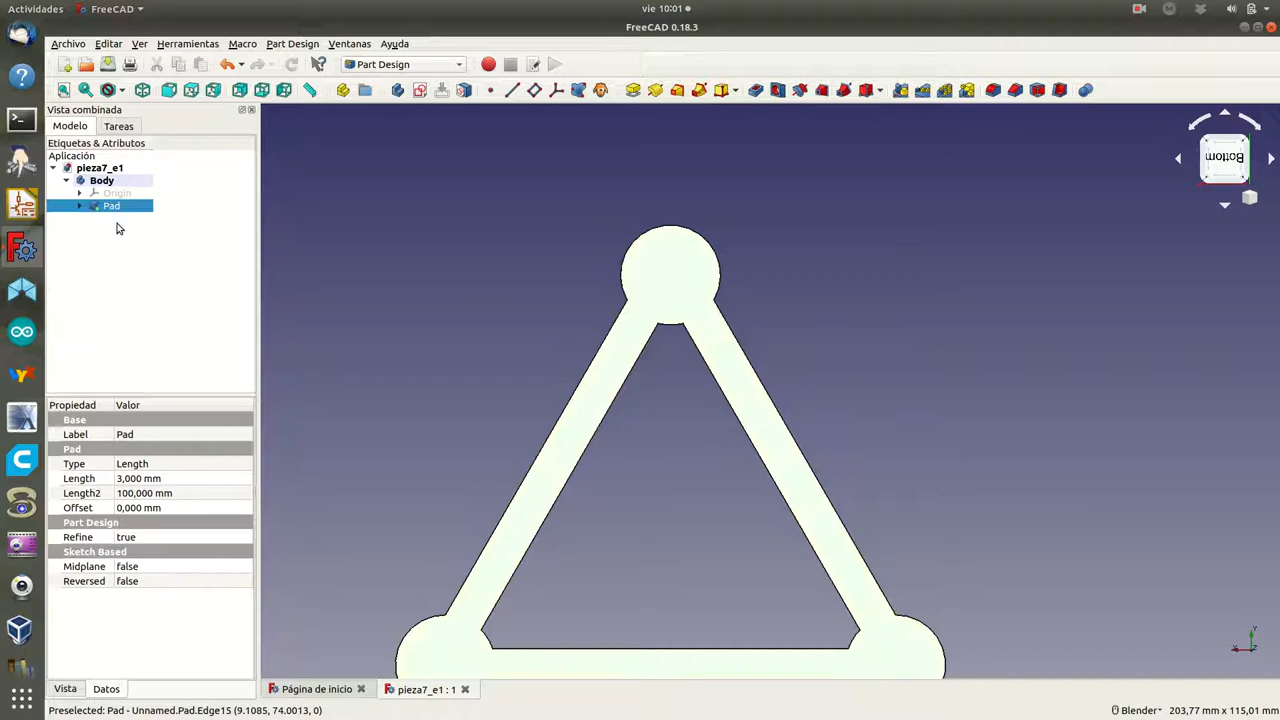 Actividades
FreeCAD
vie 10:01
FreeCAD 0.18.3
Archivo Editar Ver Herramientas Macro Part Design Ventanas Ayuda
Part Design
Vista combinada
Modelo Tareas
Etiquetas & Atributos
Aplicación
pieza7_e1
Body
Origin
Pad
Bottom
Propiedad Valor
Base
Label Pad
Pad
Type Length
Length 3,000 mm
Length2 100,000 mm
Offset 0,000 mm
Part Design
Refine true
Sketch Based
Midplane false
Reversed false
Vista Datos
Página de inicio
pieza7_e1 : 1
Preselected: Pad - Unnamed.Pad.Edge15 (9.1085, 74.0013, 0)
Blender
203,77 mm x 115,01 mm